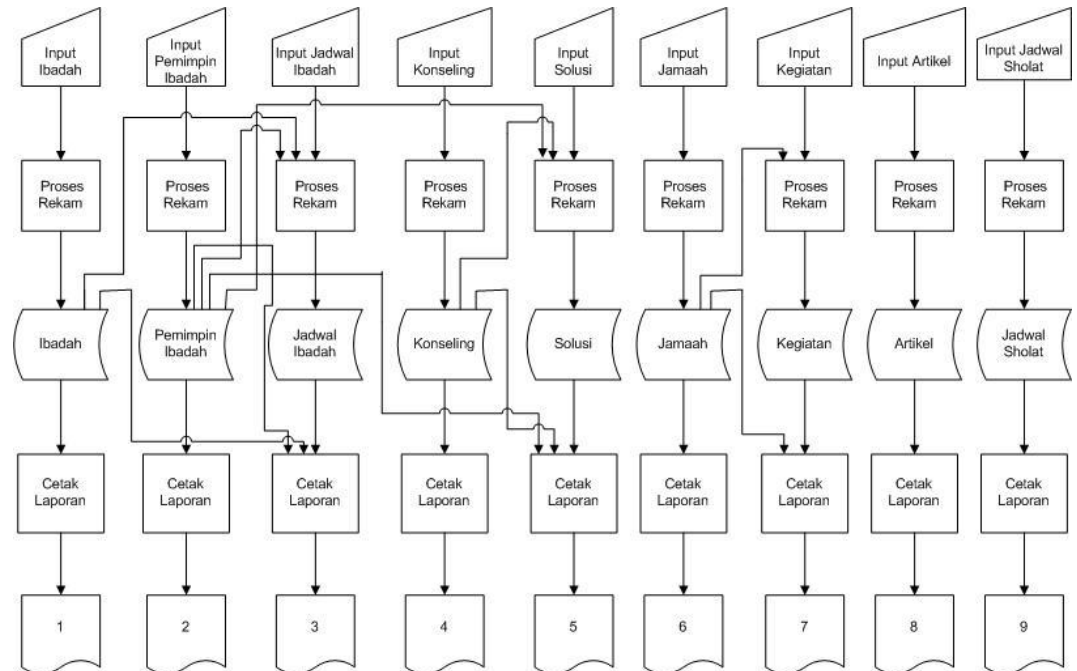 Input
Ibadah
Input
Pemimpin
Ibadah
Input Jadwal
Ibadah
Input
Konseling
Input
Solusi
Input
Jamaah
Input
Kegiatan
Input Artikel
Input Jadwal
Sholat
Proses
Rekam
Proses
Rekam
Proses
Rekam
Proses
Rekam
Proses
Rekam
Proses
Rekam
Proses
Rekam
Proses
Rekam
Proses
Rekam
Ibadah
Pemimpin
Ibadah
Jadwal
Ibadah
Konseling
Solusi
Jamaah
Kegiatan
Artikel
Jadwal
Sholat
Cetak
Laporan
Cetak
Laporan
Cetak
Laporan
Cetak
Laporan
Cetak
Laporan
Cetak
Laporan
Cetak
Laporan
Cetak
Laporan
Cetak
Laporan
1
2
3
4
5
6
7
8
9